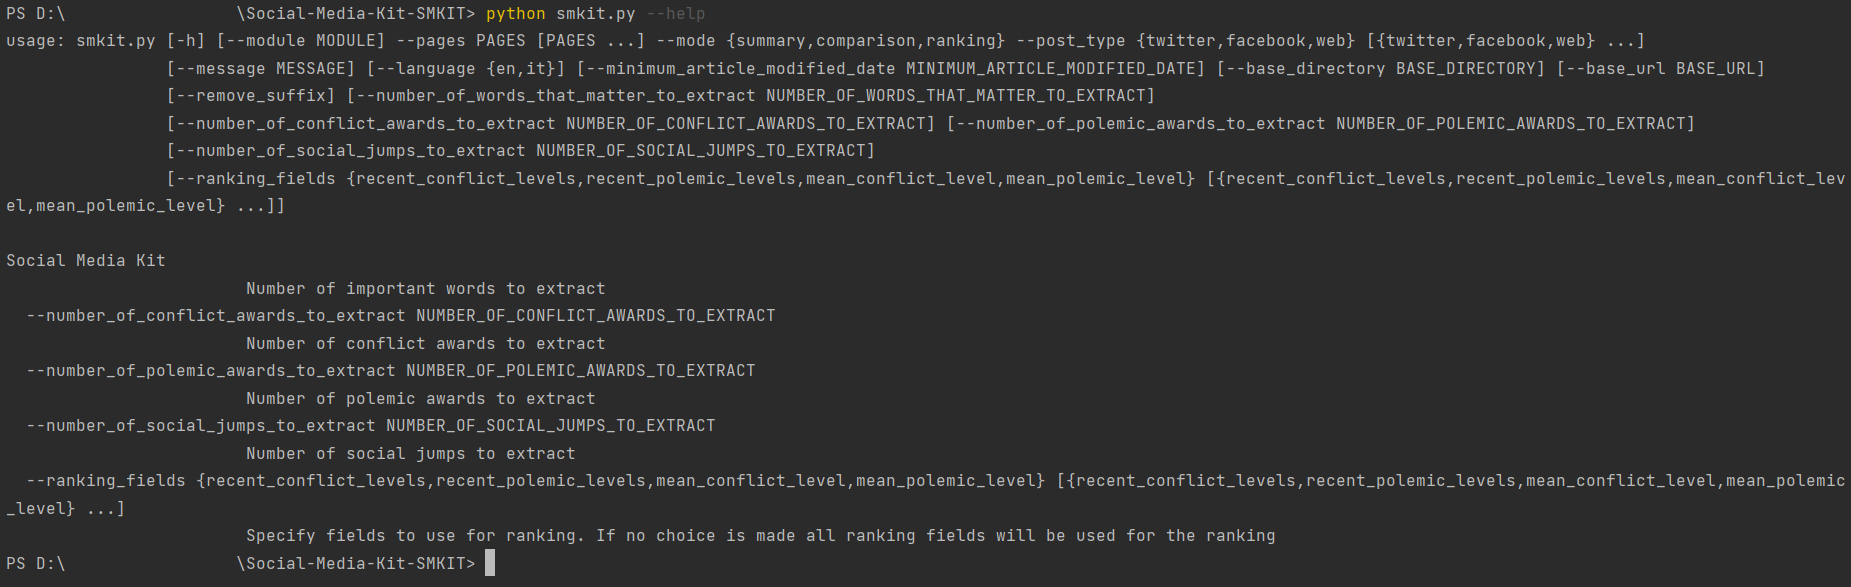 PS D:\ \Social-Media-Kit-SMKIT> python smkit.py --help
usage: smkit.py [-h] [--module MODULE] --pages PAGES [PAGES ...] --mode {summary,comparison,ranking} --post_type {twitter,facebook,web} [{twitter,facebook,web} ...]
[--message MESSAGE] [--language {en,it}] [--minimum_article_modified_date MINIMUM_ARTICLE_MODIFIED_DATE] [--base_directory BASE_DIRECTORY] [--base_url BASE_URL]
[--remove_suffix] [--number_of_words_that_matter_to_extract NUMBER_OF_WORDS_THAT_MATTER_TO_EXTRACT]
[--number_of_conflict_awards_to_extract NUMBER_OF_CONFLICT_AWARDS_TO_EXTRACT] [--number_of_polemic_awards_to_extract NUMBER_OF_POLEMIC_AWARDS_TO_EXTRACT]
[--number_of_social_jumps_to_extract NUMBER_OF_SOCIAL_JUMPS_TO_EXTRACT]
[--ranking_fields {recent_conflict_levels,recent_polemic_levels,mean_conflict_level,mean_polemic_level} [{recent_conflict_levels,recent_polemic_levels,mean_conflict_lev
el,mean_polemic_level} ...]]
Social Media Kit
Number of important words to extract
--number_of_conflict_awards_to_extract NUMBER_OF_CONFLICT_AWARDS_TO_EXTRACT
Number of conflict awards to extract
--number_of_polemic_awards_to_extract NUMBER_OF_POLEMIC_AWARDS_TO_EXTRACT
Number of polemic awards to extract
--number_of_social_jumps_to_extract NUMBER_OF_SOCIAL_JUMPS_TO_EXTRACT
Number of social jumps to extract
--ranking_fields {recent_conflict_levels,recent_polemic_levels,mean_conflict_level,mean_polemic_level} [{recent_conflict_levels,recent_polemic_levels,mean_conflict_level,mean_polemic
_level} ...]
Specify fields to use for ranking. If no choice is made all ranking fields will be used for the ranking
PS D:\ \Social-Media-Kit-SMKIT>